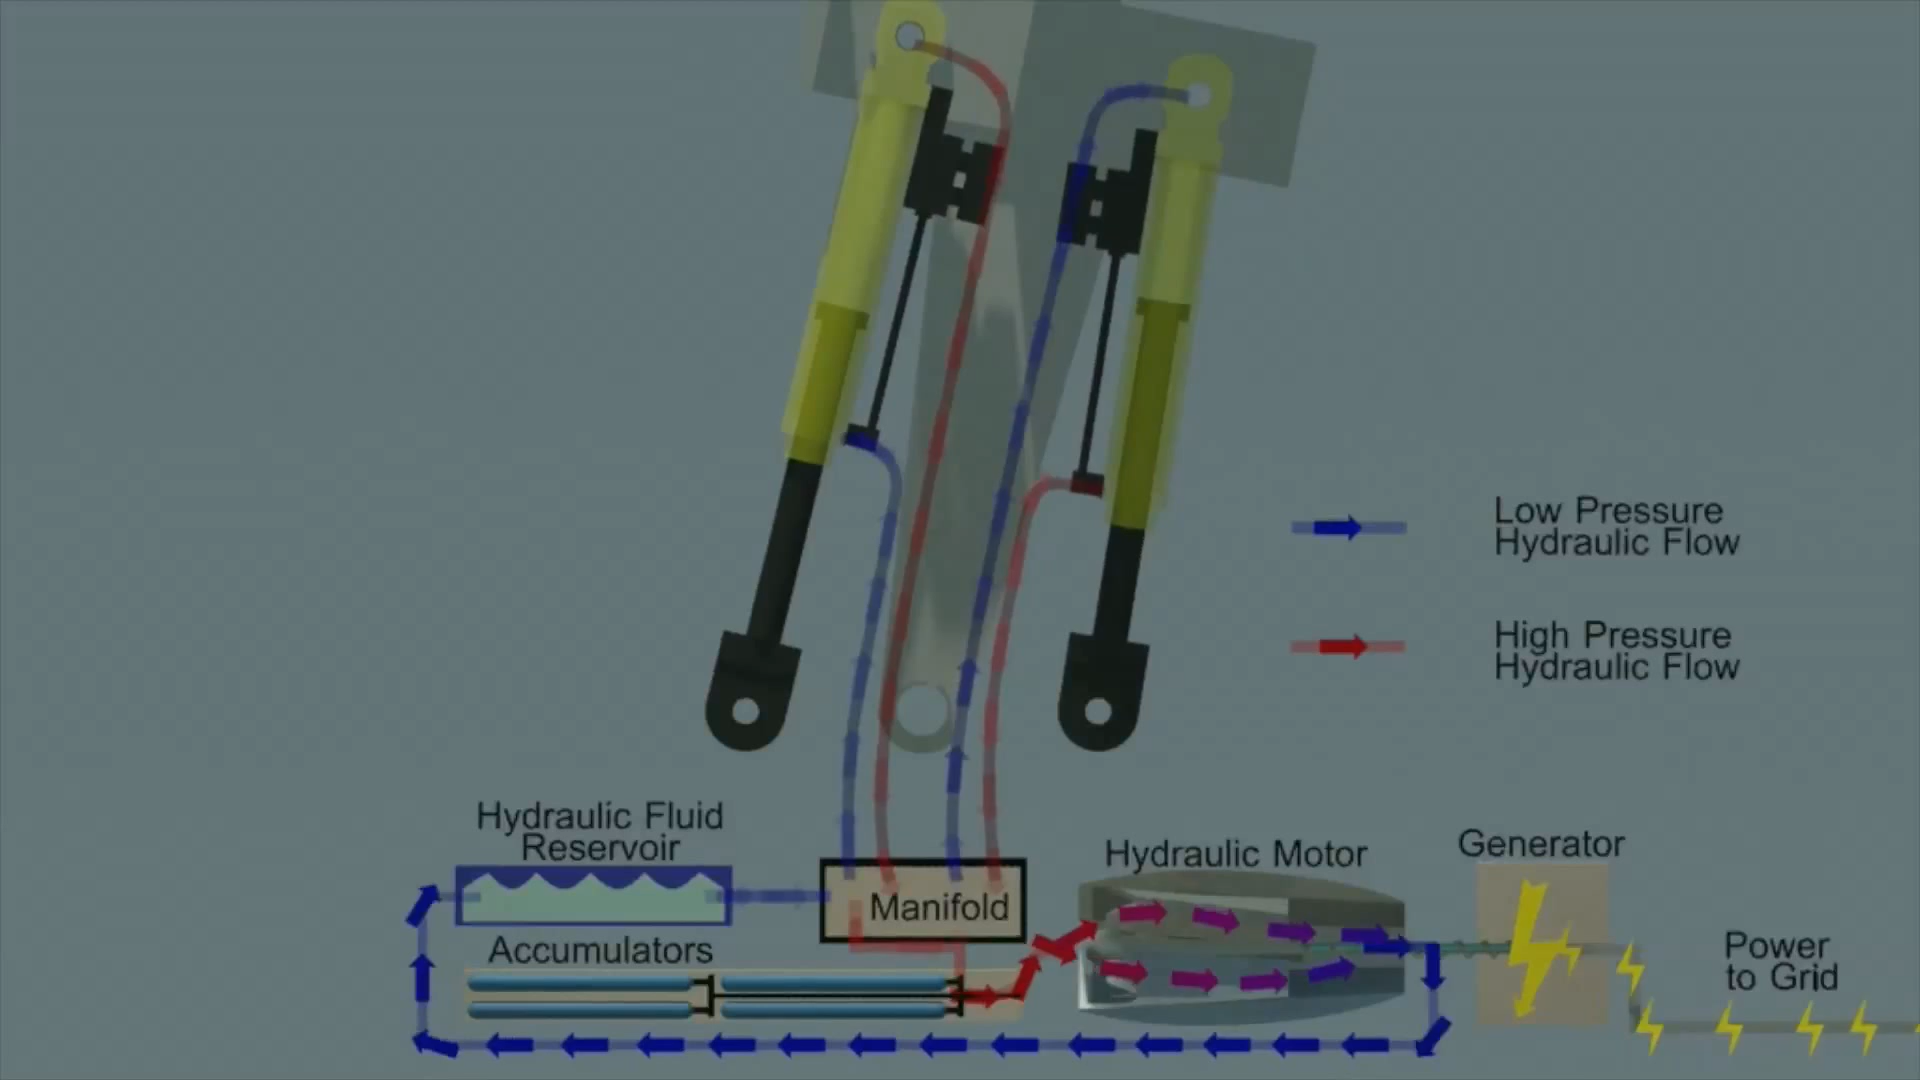 Low Pressure
Hydraulic Flow
High Pressure
Hydraulic Flow
Hydraulic Fluid
Reservoir
Manifold
Hydraulic Motor
Generator
Accumulators
Power
to Grid